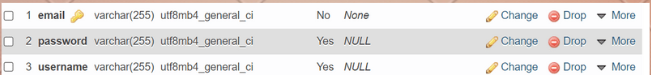 1 email varchar(255) utf8mb4_general_ci No None Change Drop More
2 password varchar(255) utf8mb4_general_ci Yes NULL Change Drop More
3 username varchar(255) utf8mb4_general_ci Yes NULL Change Drop More